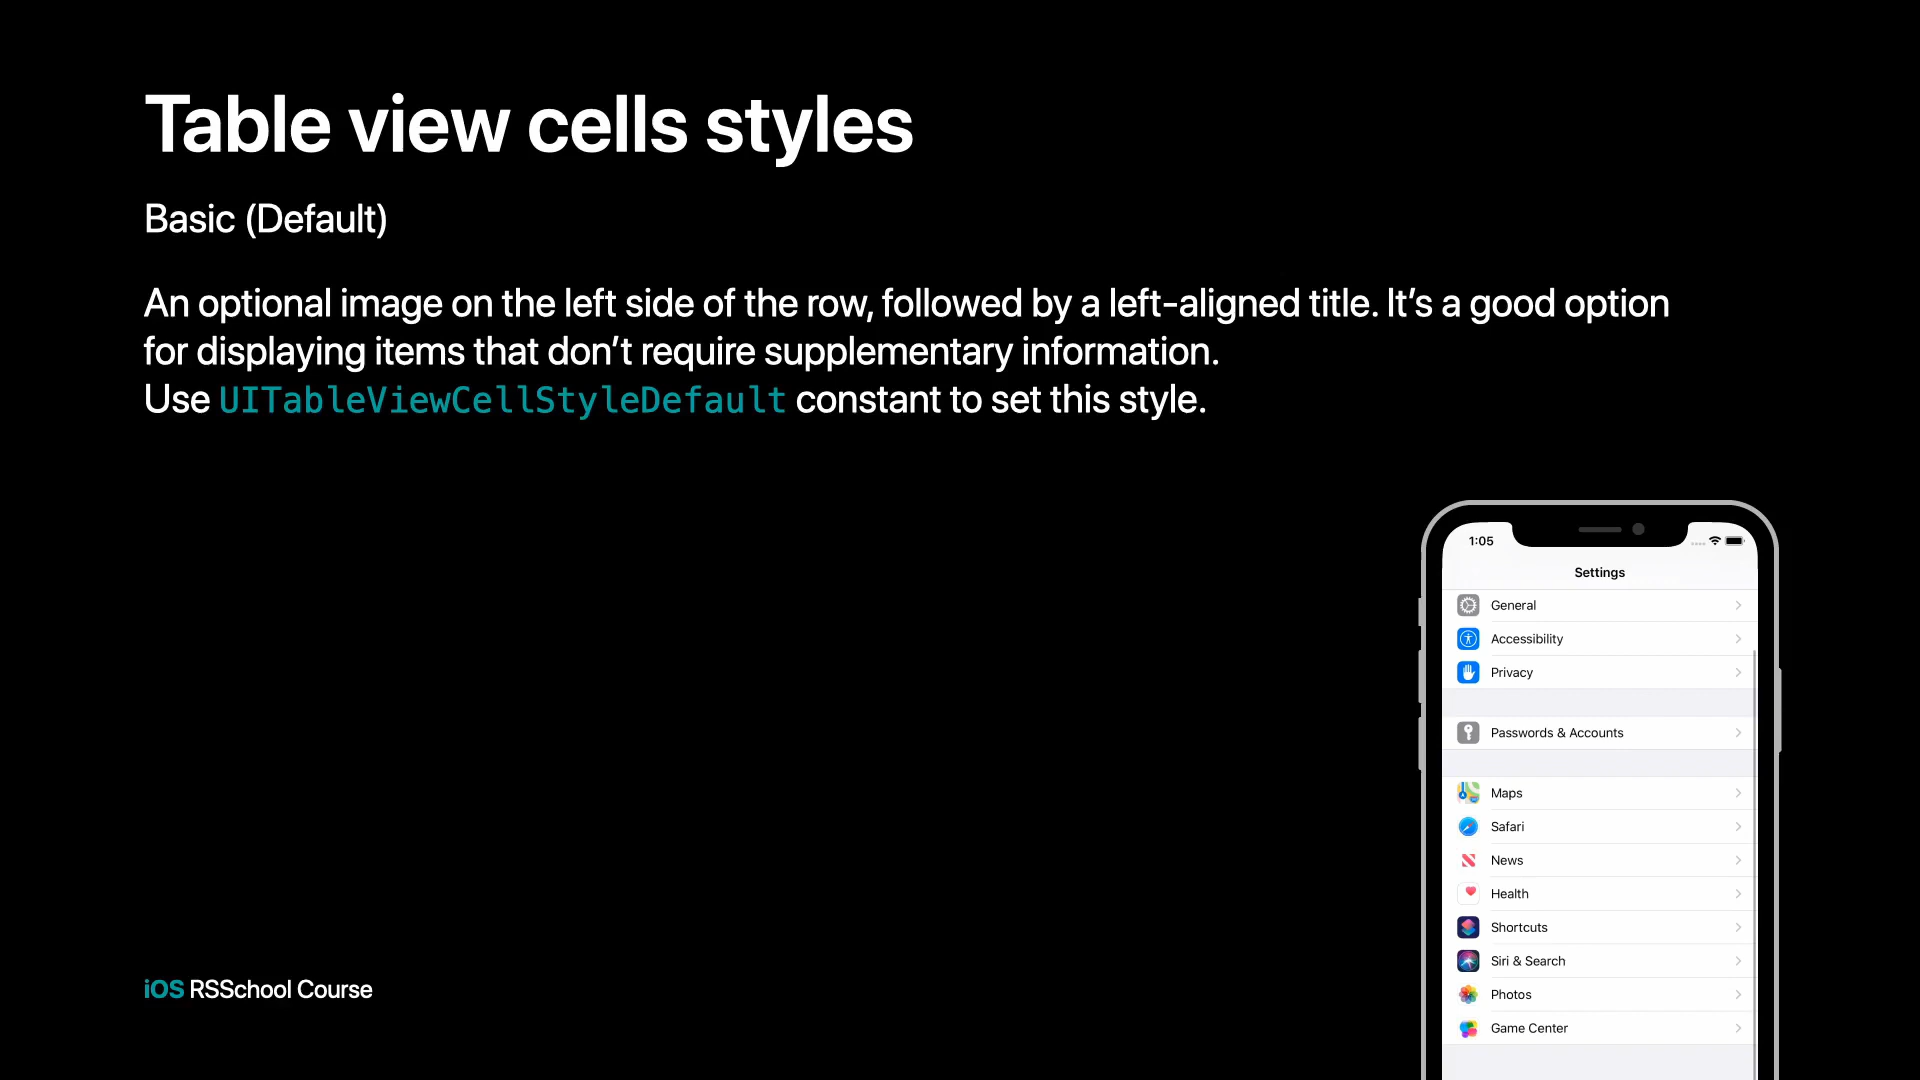 Table view cells styles
Basic (Default)
An optional image on the left side of the row, followed by a left-aligned title. It’s a good option
for displaying items that don’t require supplementary information.
Use UITableViewCellStyleDefault constant to set this style.
1:05
Settings
General
Accessibility
Privacy
Passwords & Accounts
Maps
Safari
News
Health
Shortcuts
Siri & Search
Photos
Game Center
iOS RSSchool Course